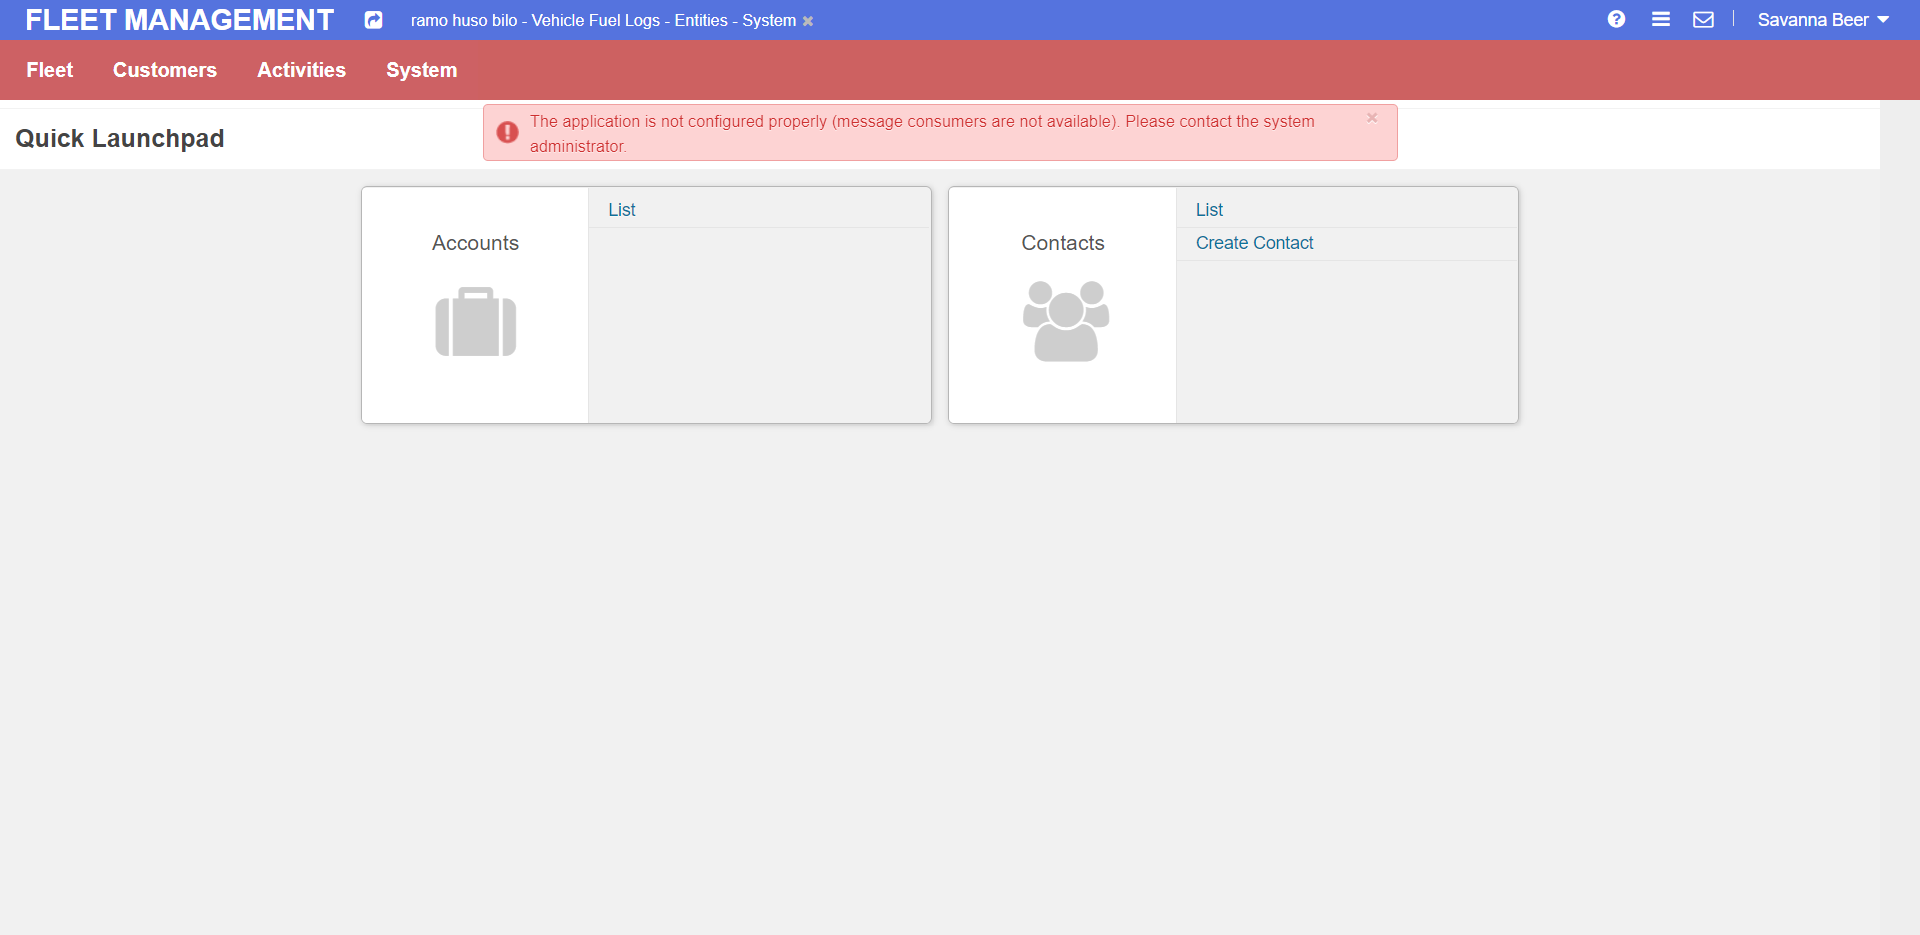 FLEET MANAGEMENT
ramo huso bilo - Vehicle Fuel Logs - Entities - System
Savanna Beer
Fleet
Customers
Activities
System
Quick Launchpad
The application is not configured properly (message consumers are not available). Please contact the system
administrator.
Accounts
List
Contacts
List
Create Contact